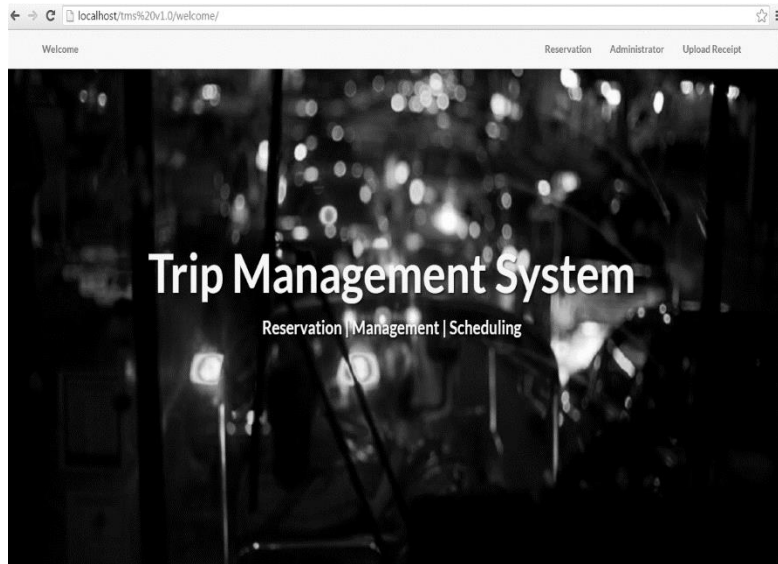 localhost/tms%20v1.0/welcome/
Welcome Reservation Administrator Upload Receipt
Trip Management System
Reservation | Management | Scheduling